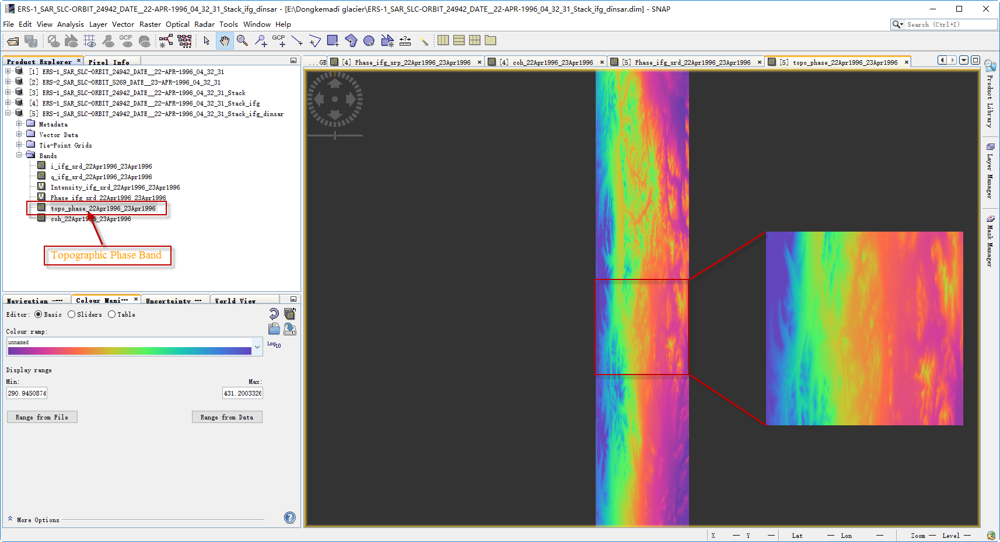 ERS-1_SAR_SLC-ORBIT_24942_DATE__22-APR-1996_04_32_31_Stack_ifg_dinsar - [E:\Dongkemadi glacier\ERS-1_SAR_SLC-ORBIT_24942_DATE__22-APR-1996_04_32_31_Stack_ifg_dinsar.dim] - SNAP
File Edit View Analysis Layer Vector Raster Optical Radar Tools Window Help
Search (Ctrl+I)
GCP GCP
Product Explorer Pixel Info
...GB [4] Phase_ifg_srp_22Apr1996_23Apr1996 [4] coh_22Apr1996_23Apr1996 [5] Phase_ifg_srd_22Apr1996_23Apr1996 [5] topo_phase_22Apr1996_23Apr1996
[1] ERS-1_SAR_SLC-ORBIT_24942_DATE__22-APR-1996_04_32_31
[2] ERS-2_SAR_SLC-ORBIT_5269_DATE__23-APR-1996_04_32_31
[3] ERS-1_SAR_SLC-ORBIT_24942_DATE__22-APR-1996_04_32_31_Stack
[4] ERS-1_SAR_SLC-ORBIT_24942_DATE__22-APR-1996_04_32_31_Stack_ifg
[5] ERS-1_SAR_SLC-ORBIT_24942_DATE__22-APR-1996_04_32_31_Stack_ifg_dinsar
Metadata
Vector Data
Tie-Point Grids
Bands
i_ifg_srd_22Apr1996_23Apr1996
q_ifg_srd_22Apr1996_23Apr1996
Intensity_ifg_srd_22Apr1996_23Apr1996
Phase_ifg_srd_22Apr1996_23Apr1996
topo_phase_22Apr1996_23Apr1996
coh_22Apr1996_23Apr1996
Topographic Phase Band
Product Library
Layer Manager
Mask Manager
Navigation -... Colour Mani... Uncertainty ... World View
Editor: Basic Sliders Table
Colour ramp:
unnamed
Log10
Display range
Min: Max:
290.9450874 431.2003326
Range from File Range from Data
More Options
X — Y — Lat — Lon — Zoom — Level —